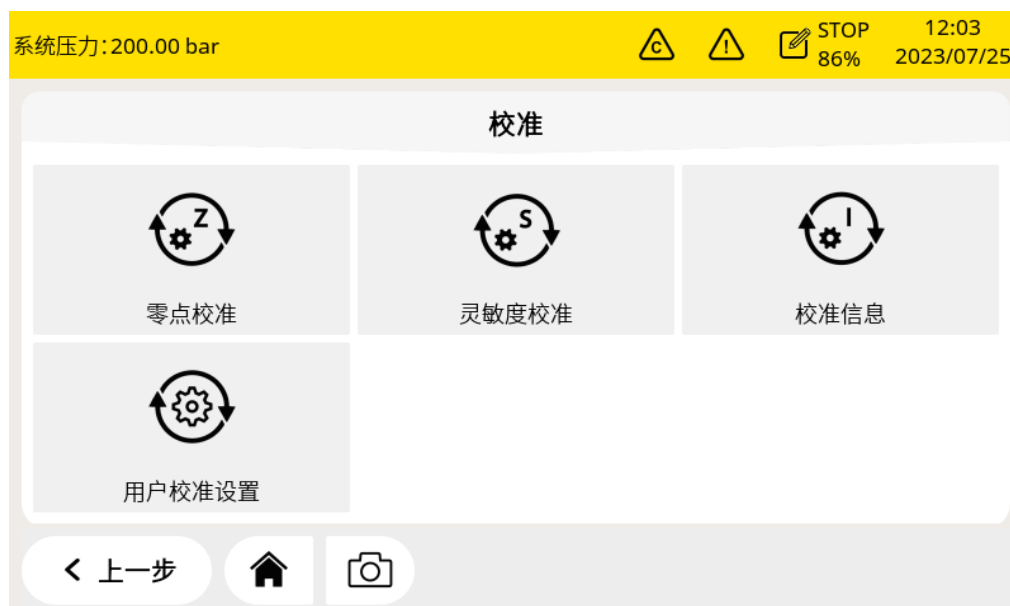 系统压力:200.00 bar
C
!
STOP
86%
12:03
2023/07/25
校准
Z
S
I
零点校准
灵敏度校准
校准信息
用户校准设置
上一步